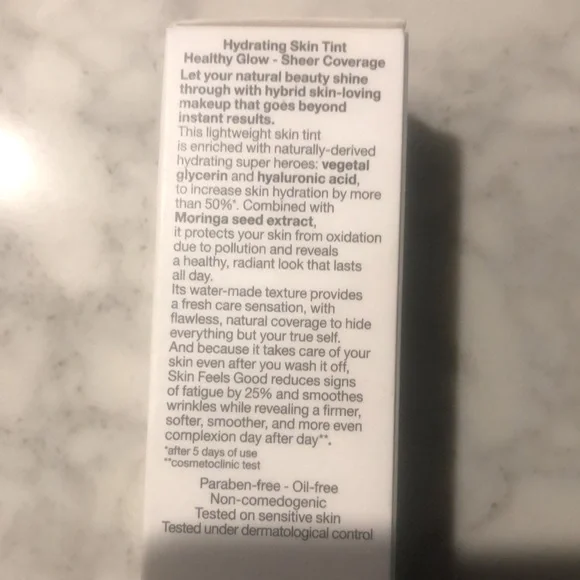 Hydrating Skin Tint
Healthy Glow - Sheer Coverage
Let your natural beauty shine
through with hybrid skin-loving
makeup that goes beyond
instant results.
This lightweight skin tint
is enriched with naturally-derived
hydrating super heroes: vegetal
glycerin and hyaluronic acid,
to increase skin hydration by more
than 50%*. Combined with
Moringa seed extract,
it protects your skin from oxidation
due to pollution and reveals
a healthy, radiant look that lasts
all day.
Its water-made texture provides
a fresh care sensation, with
flawless, natural coverage to hide
everything but your true self.
And because it takes care of your
skin even after you wash it off,
Skin Feels Good reduces signs
of fatigue by 25% and smoothes
wrinkles while revealing a firmer,
softer, smoother, and more even
complexion day after day**.
*after 5 days of use
**cosmetoclinic test
Paraben-free - Oil-free
Non-comedogenic
Tested on sensitive skin
Tested under dermatological control